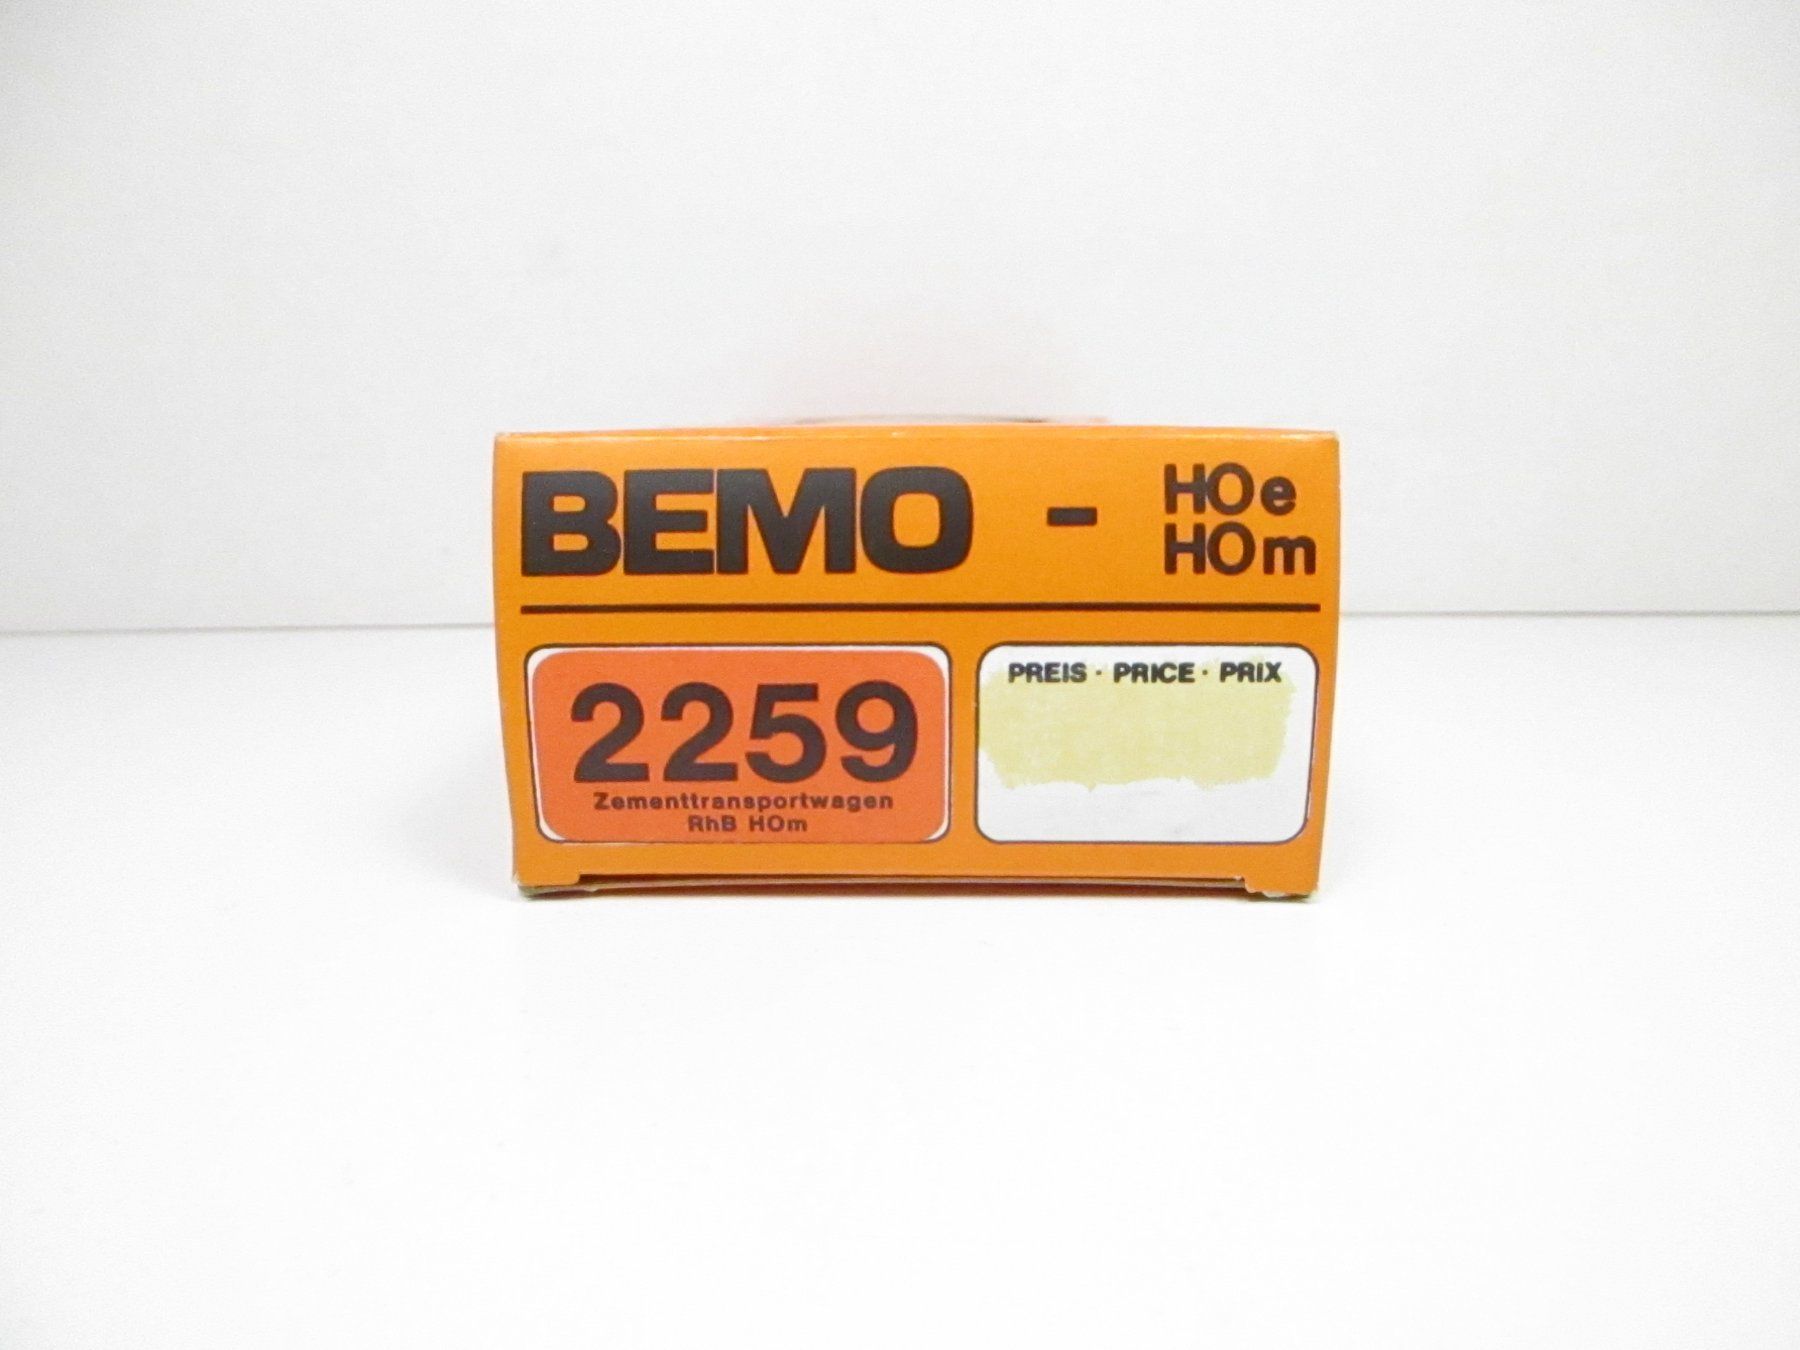 BEMO - HOe
HOm
2259
Zementtransportwagen
RhB HOm
PREIS · PRICE · PRIX